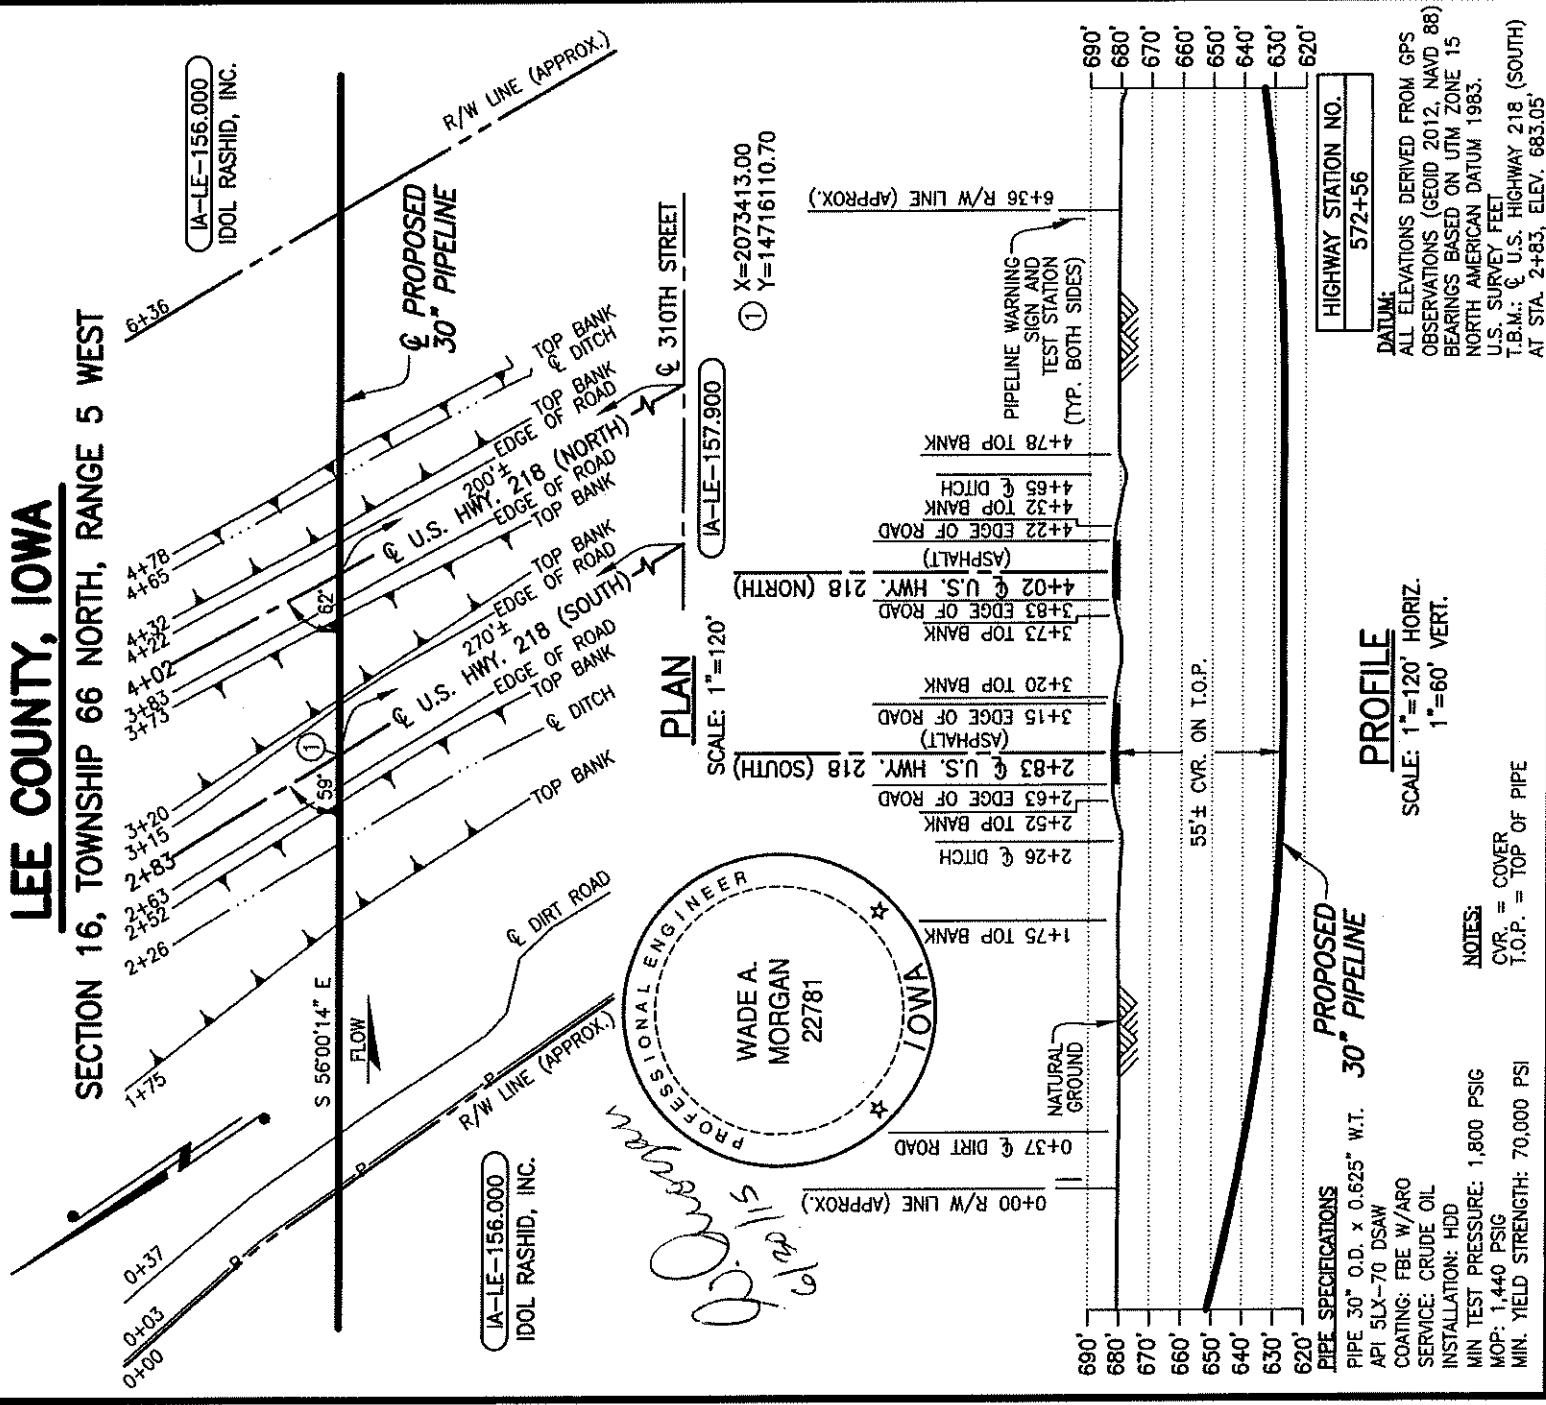 LEE COUNTY, IOWA
SECTION 16, TOWNSHIP 66 NORTH, RANGE 5 WEST
0+00
0+03
0+37
1+75
2+26
2+52
2+63
2+83
3+15
3+20
3+73
3+83
4+02
4+22
4+32
4+65
4+78
6+36
IA-LE-156.000
IDOL RASHID, INC.
IA-LE-156.000
IDOL RASHID, INC.
S 56°00'14" E
FLOW
P
P
P
59°
62°
1
R/W LINE (APPROX.)
℄ DIRT ROAD
TOP BANK
℄ DITCH
TOP BANK
EDGE OF ROAD
℄ U.S. HWY. 218 (SOUTH)
270'±
EDGE OF ROAD
TOP BANK
TOP BANK
EDGE OF ROAD
℄ U.S. HWY. 218 (NORTH)
200'±
EDGE OF ROAD
TOP BANK
℄ DITCH
TOP BANK
℄ PROPOSED
30" PIPELINE
R/W LINE (APPROX.)
℄ 310TH STREET
IA-LE-157.900
1 X=2073413.00
Y=14716110.70
PLAN
SCALE: 1"=120'
PROFESSIONAL ENGINEER
WADE A.
MORGAN
22781
IOWA
6/30/15
0+00 R/W LINE (APPROX.)
0+37 ℄ DIRT ROAD
1+75 TOP BANK
2+26 ℄ DITCH
2+52 TOP BANK
2+63 EDGE OF ROAD
2+83 ℄ U.S. HWY. 218 (SOUTH)
(ASPHALT)
3+15 EDGE OF ROAD
3+20 TOP BANK
3+73 TOP BANK
3+83 EDGE OF ROAD
4+02 ℄ U.S. HWY. 218 (NORTH)
(ASPHALT)
4+22 EDGE OF ROAD
4+32 TOP BANK
4+65 ℄ DITCH
4+78 TOP BANK
6+36 R/W LINE (APPROX.)
NATURAL
GROUND
PIPELINE WARNING
SIGN AND
TEST STATION
(TYP. BOTH SIDES)
690'
680'
670'
660'
650'
640'
630'
620'
690'
680'
670'
660'
650'
640'
630'
620'
55'± CVR. ON T.O.P.
PROPOSED
30" PIPELINE
PROFILE
SCALE: 1"=120' HORIZ.
1"=60' VERT.
PIPE SPECIFICATIONS
PIPE 30" O.D. x 0.625" W.T.
API 5LX-70 DSAW
COATING: FBE W/ARO
SERVICE: CRUDE OIL
INSTALLATION: HDD
MIN TEST PRESSURE: 1,800 PSIG
MOP: 1,440 PSIG
MIN. YIELD STRENGTH: 70,000 PSI
NOTES:
CVR. = COVER
T.O.P. = TOP OF PIPE
HIGHWAY STATION NO.
572+56
DATUM:
ALL ELEVATIONS DERIVED FROM GPS
OBSERVATIONS (GEOID 2012, NAVD 88)
BEARINGS BASED ON UTM ZONE 15
NORTH AMERICAN DATUM 1983.
U.S. SURVEY FEET
T.B.M.: ℄ U.S. HIGHWAY 218 (SOUTH)
AT STA. 2+83, ELEV. 683.05'